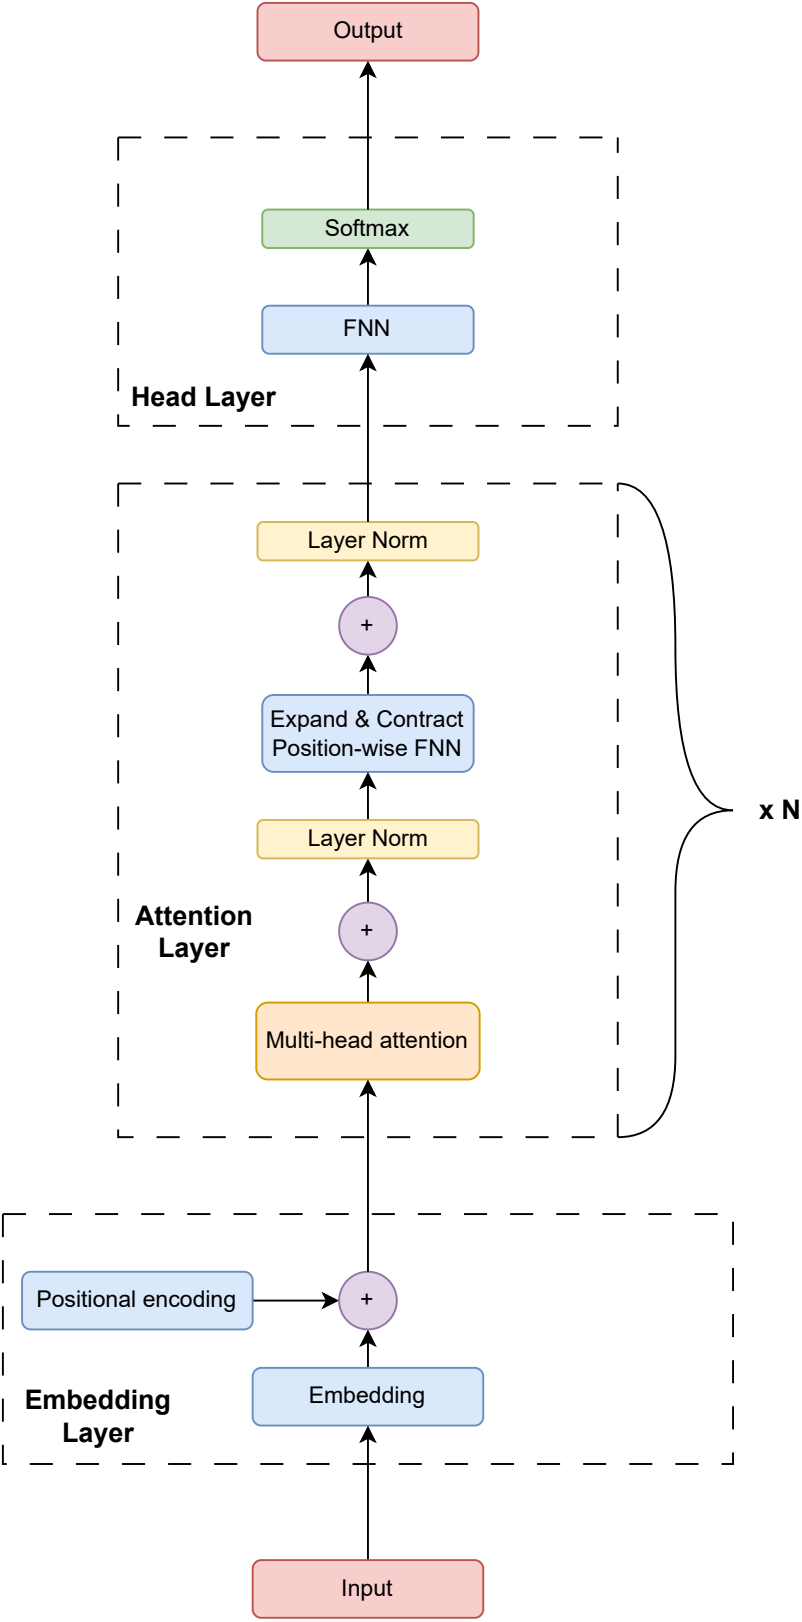 Output
Softmax
FNN
Head Layer
Layer Norm
+
Expand & Contract
Position-wise FNN
x N
Layer Norm
Attention
Layer
+
Multi-head attention
Positional encoding
+
Embedding
Embedding
Layer
Input